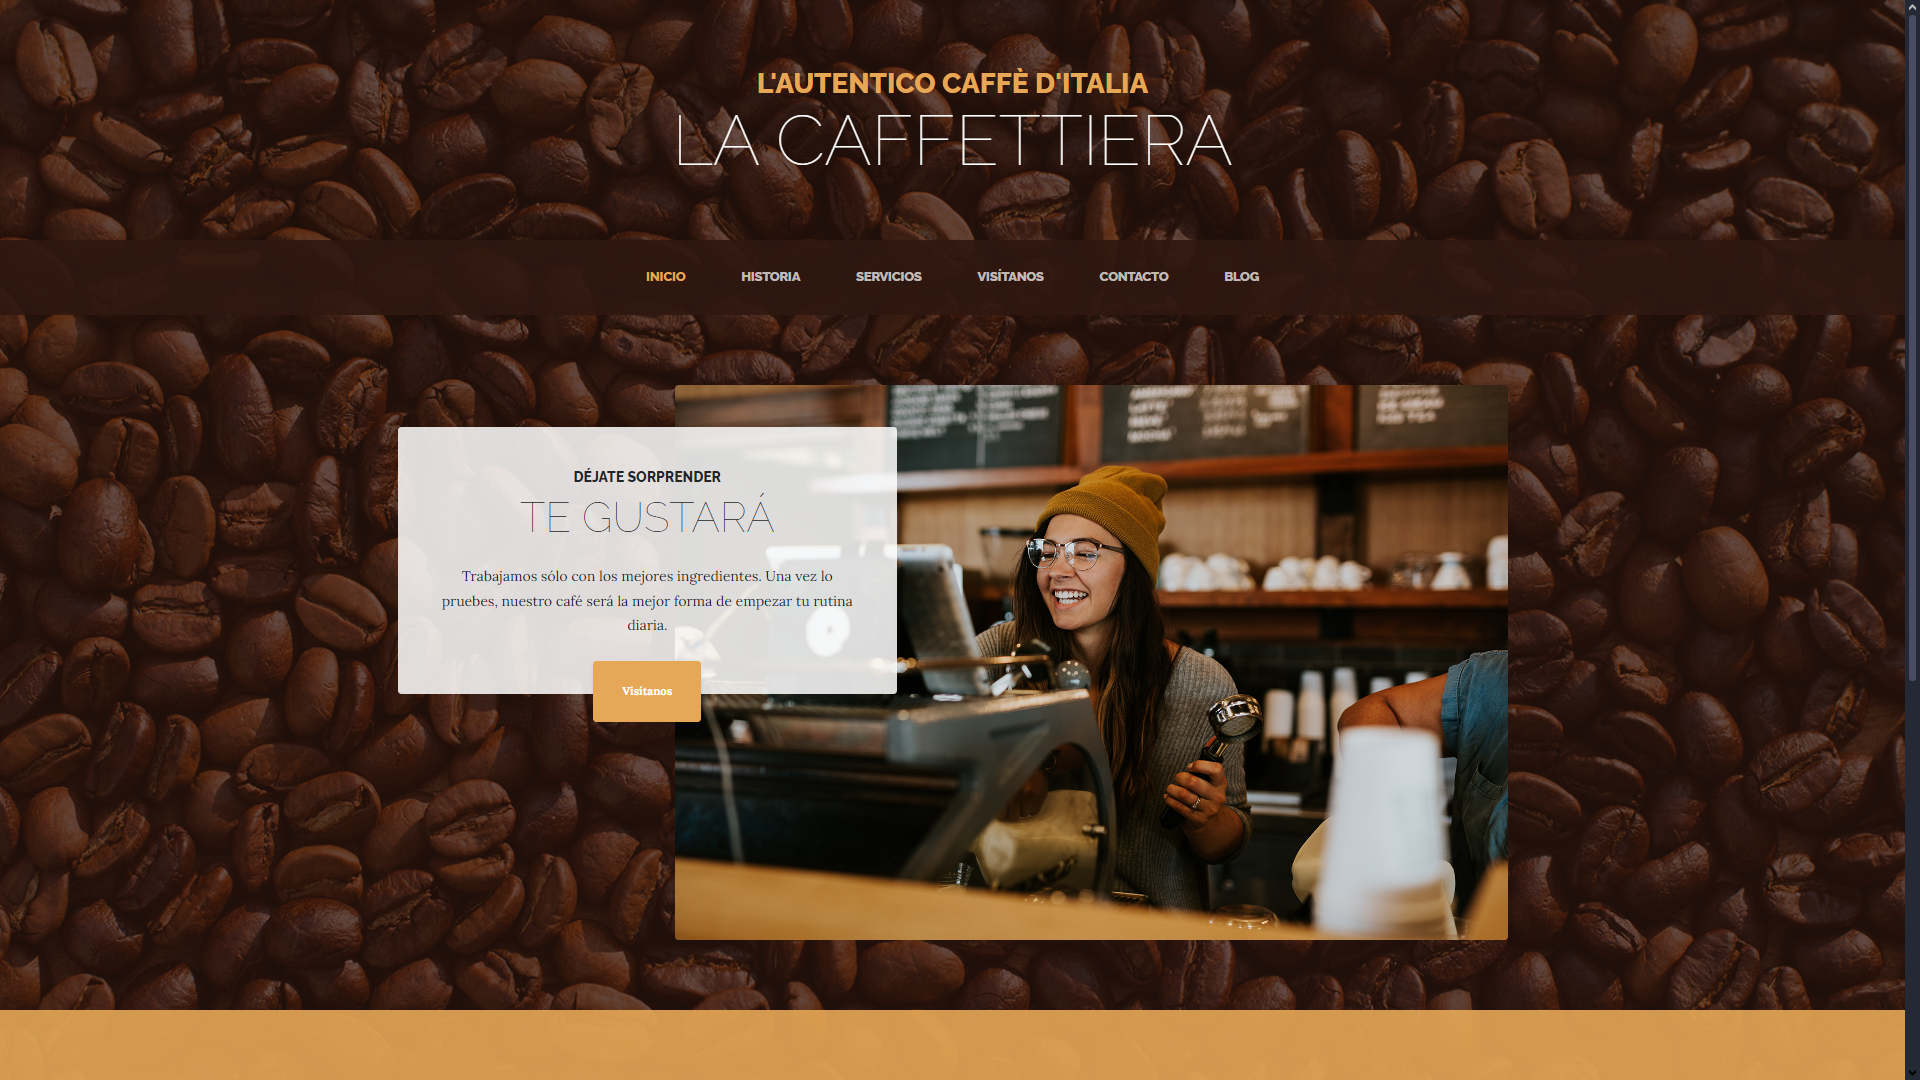 L'AUTENTICO CAFFÈ D'ITALIA
LA CAFFETTIERA
INICIO HISTORIA SERVICIOS VISÍTANOS CONTACTO BLOG
DÉJATE SORPRENDER
TE GUSTARÁ
Trabajamos sólo con los mejores ingredientes. Una vez lo
pruebes, nuestro café será la mejor forma de empezar tu rutina
diaria.
Visítanos